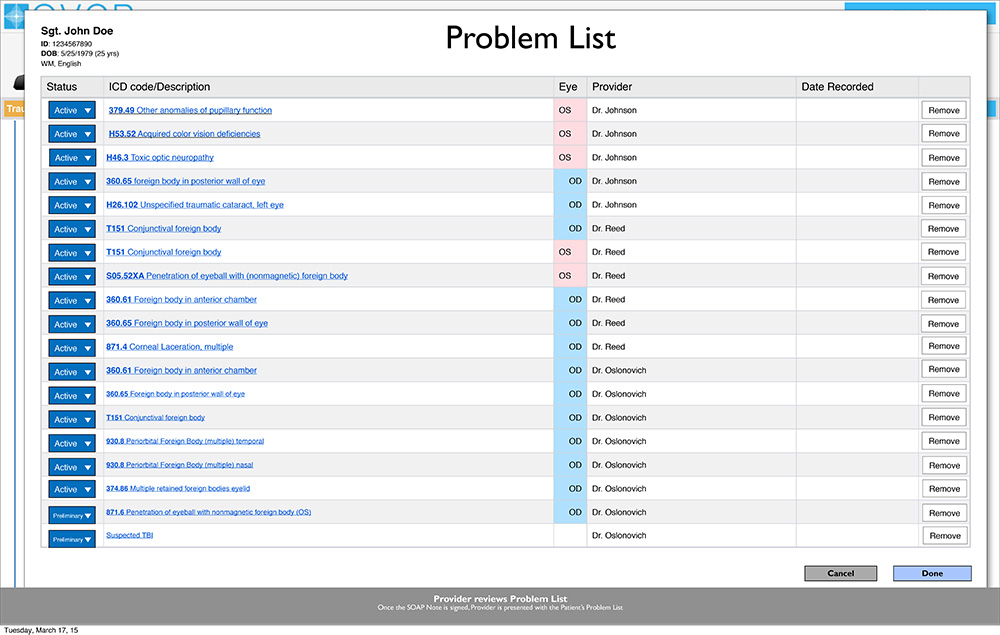 Sgt. John Doe
ID: 1234567890
DOB: 5/25/1979 (25 yrs)
WM, English
Problem List
Status ICD code/Description Eye Provider Date Recorded
Trau
Active 379.49 Other anomalies of pupillary function OS Dr. Johnson Remove
Active H53.52 Acquired color vision deficiencies OS Dr. Johnson Remove
Active H46.3 Toxic optic neuropathy OS Dr. Johnson Remove
Active 360.65 foreign body in posterior wall of eye OD Dr. Johnson Remove
Active H26.102 Unspecified traumatic cataract, left eye OD Dr. Johnson Remove
Active T151 Conjunctival foreign body OD Dr. Reed Remove
Active T151 Conjunctival foreign body OS Dr. Reed Remove
Active S05.52XA Penetration of eyeball with (nonmagnetic) foreign body OS Dr. Reed Remove
Active 360.61 Foreign body in anterior chamber OD Dr. Reed Remove
Active 360.65 Foreign body in posterior wall of eye OD Dr. Reed Remove
Active 871.4 Corneal Laceration, multiple OD Dr. Reed Remove
Active 360.61 Foreign body in anterior chamber OD Dr. Oslonovich Remove
Active 360.65 Foreign body in posterior wall of eye OD Dr. Oslonovich Remove
Active T151 Conjunctival foreign body OD Dr. Oslonovich Remove
Active 930.8 Periorbital Foreign Body (multiple) temporal OD Dr. Oslonovich Remove
Active 930.8 Periorbital Foreign Body (multiple) nasal OD Dr. Oslonovich Remove
Active 374.86 Multiple retained foreign bodies eyelid OD Dr. Oslonovich Remove
Preliminary 871.6 Penetration of eyeball with nonmagnetic foreign body (OS) OD Dr. Oslonovich Remove
Preliminary Suspected TBI Dr. Oslonovich Remove
Cancel Done
Provider reviews Problem List
Once the SOAP Note is signed, Provider is presented with the Patient's Problem List
Tuesday, March 17, 15